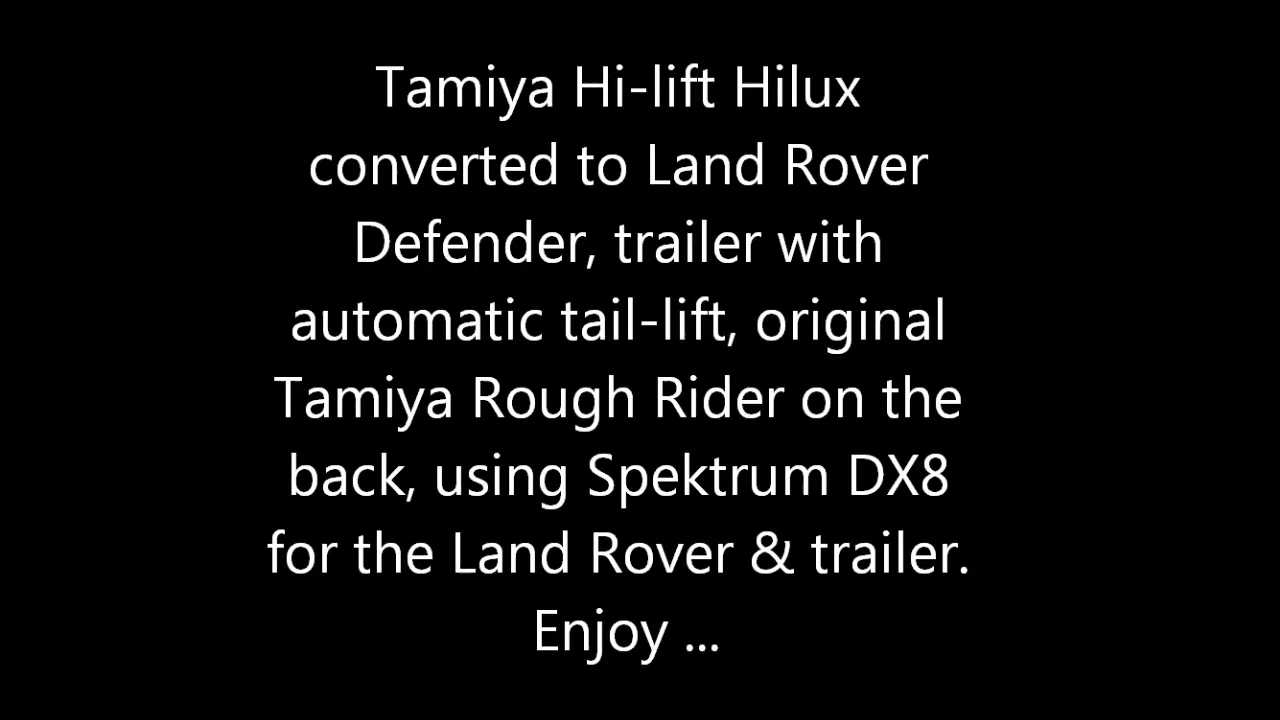 Tamiya Hi-lift Hilux
converted to Land Rover
Defender, trailer with
automatic tail-lift, original
Tamiya Rough Rider on the
back, using Spektrum DX8
for the Land Rover & trailer.
Enjoy ...